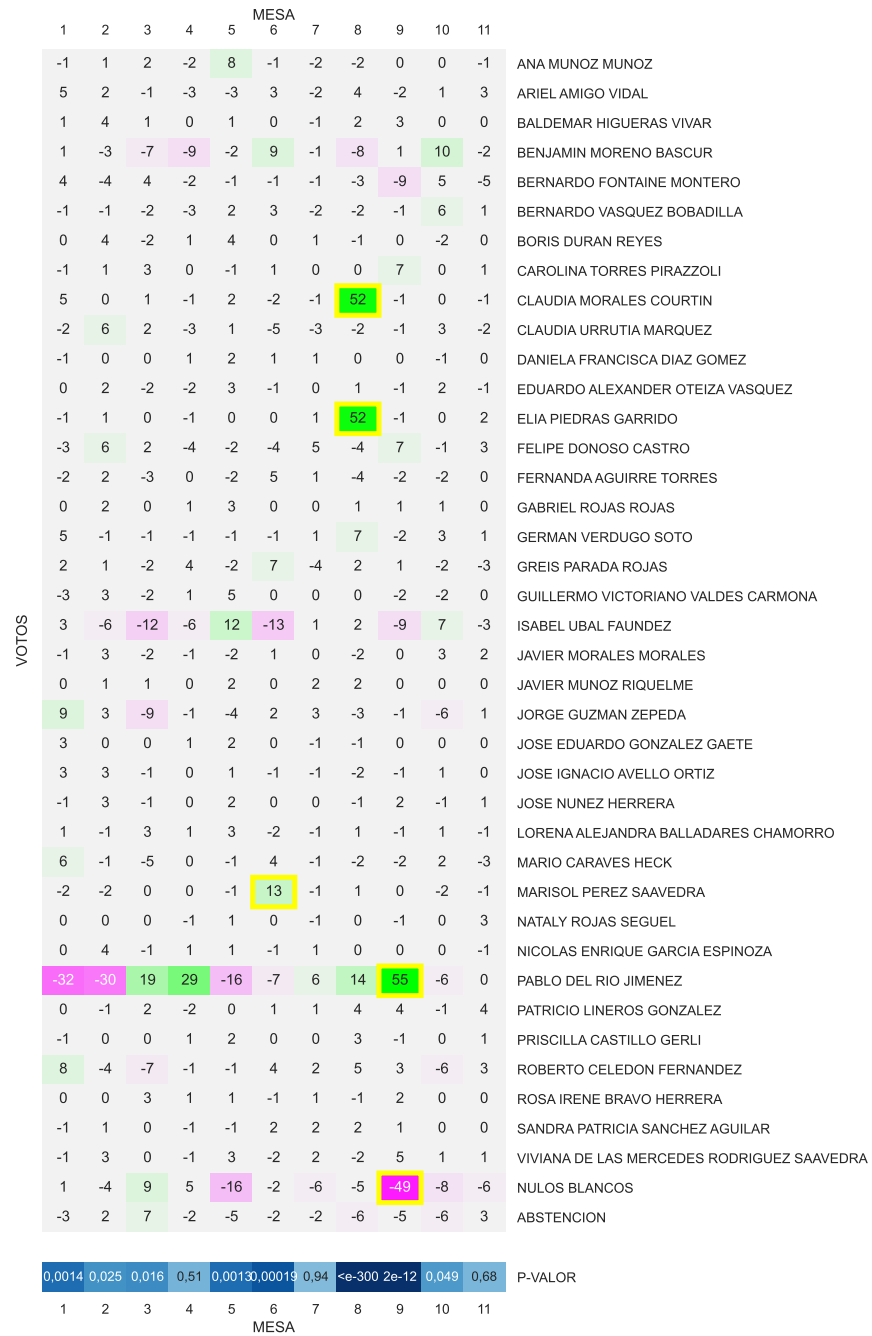 MESA
1 2 3 4 5 6 7 8 9 10 11
-1 1 2 -2 8 -1 -2 -2 0 0 -1 ANA MUNOZ MUNOZ
5 2 -1 -3 -3 3 -2 4 -2 1 3 ARIEL AMIGO VIDAL
1 4 1 0 1 0 -1 2 3 0 0 BALDEMAR HIGUERAS VIVAR
1 -4 -7 -9 -2 9 -1 -8 1 10 -2 BENJAMIN MORENO BASCUR
4 -4 4 -2 -1 -1 -1 -3 -9 5 -5 BERNARDO FONTAINE MONTERO
-1 -1 -2 -3 2 3 -2 -2 -1 6 1 BERNARDO VASQUEZ BOBADILLA
0 4 -2 1 4 0 1 -1 0 -2 0 BORIS DURAN REYES
-1 1 3 0 -1 1 0 0 7 0 1 CAROLINA TORRES PIRAZZOLI
5 0 1 -1 2 -2 -1 52 -1 0 -1 CLAUDIA MORALES COURTIN
-2 6 2 -3 1 -5 -3 -2 -1 3 -2 CLAUDIA URRUTIA MARQUEZ
-1 0 0 1 2 1 1 0 0 -1 0 DANIELA FRANCISCA DIAZ GOMEZ
0 2 -2 -2 3 -1 0 1 -1 2 -1 EDUARDO ALEXANDER OTEIZA VASQUEZ
-1 1 0 -1 0 0 1 52 -1 0 2 ELIA PIEDRAS GARRIDO
-3 6 2 -4 -2 -4 5 -4 7 -1 3 FELIPE DONOSO CASTRO
-2 2 -3 0 -2 5 1 -4 -2 -2 0 FERNANDA AGUIRRE TORRES
0 2 0 1 3 0 0 1 1 1 0 GABRIEL ROJAS ROJAS
5 -1 -1 -1 -1 -1 1 7 -2 3 1 GERMAN VERDUGO SOTO
2 1 -2 4 -2 7 -4 2 1 -2 -3 GREIS PARADA ROJAS
-3 3 -2 1 5 0 0 0 -2 -2 0 GUILLERMO VICTORIANO VALDES CARMONA
VOTOS
3 -6 -12 -6 12 -13 1 2 -9 7 -3 ISABEL UBAL FAUNDEZ
-1 3 -2 -1 -2 1 0 -2 0 3 2 JAVIER MORALES MORALES
0 1 1 0 2 0 2 2 0 0 0 JAVIER MUNOZ RIQUELME
9 3 -9 -1 -4 2 3 -3 -1 -6 1 JORGE GUZMAN ZEPEDA
3 0 0 1 2 0 -1 -1 0 0 0 JOSE EDUARDO GONZALEZ GAETE
3 3 -1 0 1 -1 -1 -2 -1 1 0 JOSE IGNACIO AVELLO ORTIZ
-1 3 -1 0 2 0 0 -1 2 -1 1 JOSE NUNEZ HERRERA
1 -1 3 1 3 -2 -1 1 -1 1 -1 LORENA ALEJANDRA BALLADARES CHAMORRO
6 -1 -5 0 -1 4 -1 -2 -2 2 -3 MARIO CARAVES HECK
-2 -2 0 0 -1 13 -1 1 0 -2 -1 MARISOL PEREZ SAAVEDRA
0 0 0 -1 1 0 -1 0 -1 0 3 NATALY ROJAS SEGUEL
0 4 -1 1 1 -1 1 0 0 0 -1 NICOLAS ENRIQUE GARCIA ESPINOZA
-32 -30 19 29 -16 -7 6 14 55 -6 0 PABLO DEL RIO JIMENEZ
0 -1 2 -2 0 1 1 4 4 -1 4 PATRICIO LINEROS GONZALEZ
-1 0 0 1 2 0 0 3 -1 0 1 PRISCILLA CASTILLO GERLI
8 -4 -7 -1 -1 4 2 5 3 -6 3 ROBERTO CELEDON FERNANDEZ
0 0 3 1 1 -1 1 -1 2 0 0 ROSA IRENE BRAVO HERRERA
-1 1 0 -1 -1 2 2 2 1 0 0 SANDRA PATRICIA SANCHEZ AGUILAR
-1 3 0 -1 3 -2 2 -2 5 1 1 VIVIANA DE LAS MERCEDES RODRIGUEZ SAAVEDRA
1 -4 9 5 -16 -2 -6 -5 -49 -8 -6 NULOS BLANCOS
-3 2 7 -2 -5 -2 -2 -6 -5 -6 3 ABSTENCION
0,0014 0,025 0,016 0,51 0,0013 0,00019 0,94 <e-300 2e-12 0,049 0,68 P-VALOR
1 2 3 4 5 6 7 8 9 10 11
MESA